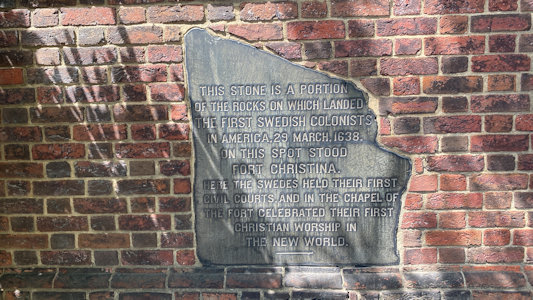 THIS STONE IS A PORTION
OF THE ROCKS ON WHICH LANDED
THE FIRST SWEDISH COLONISTS
IN AMERICA, 29 MARCH, 1638.
ON THIS SPOT STOOD
FORT CHRISTINA.
HERE THE SWEDES HELD THEIR FIRST
CIVIL COURTS, AND IN THE CHAPEL OF
THE FORT CELEBRATED THEIR FIRST
CHRISTIAN WORSHIP IN
THE NEW WORLD.